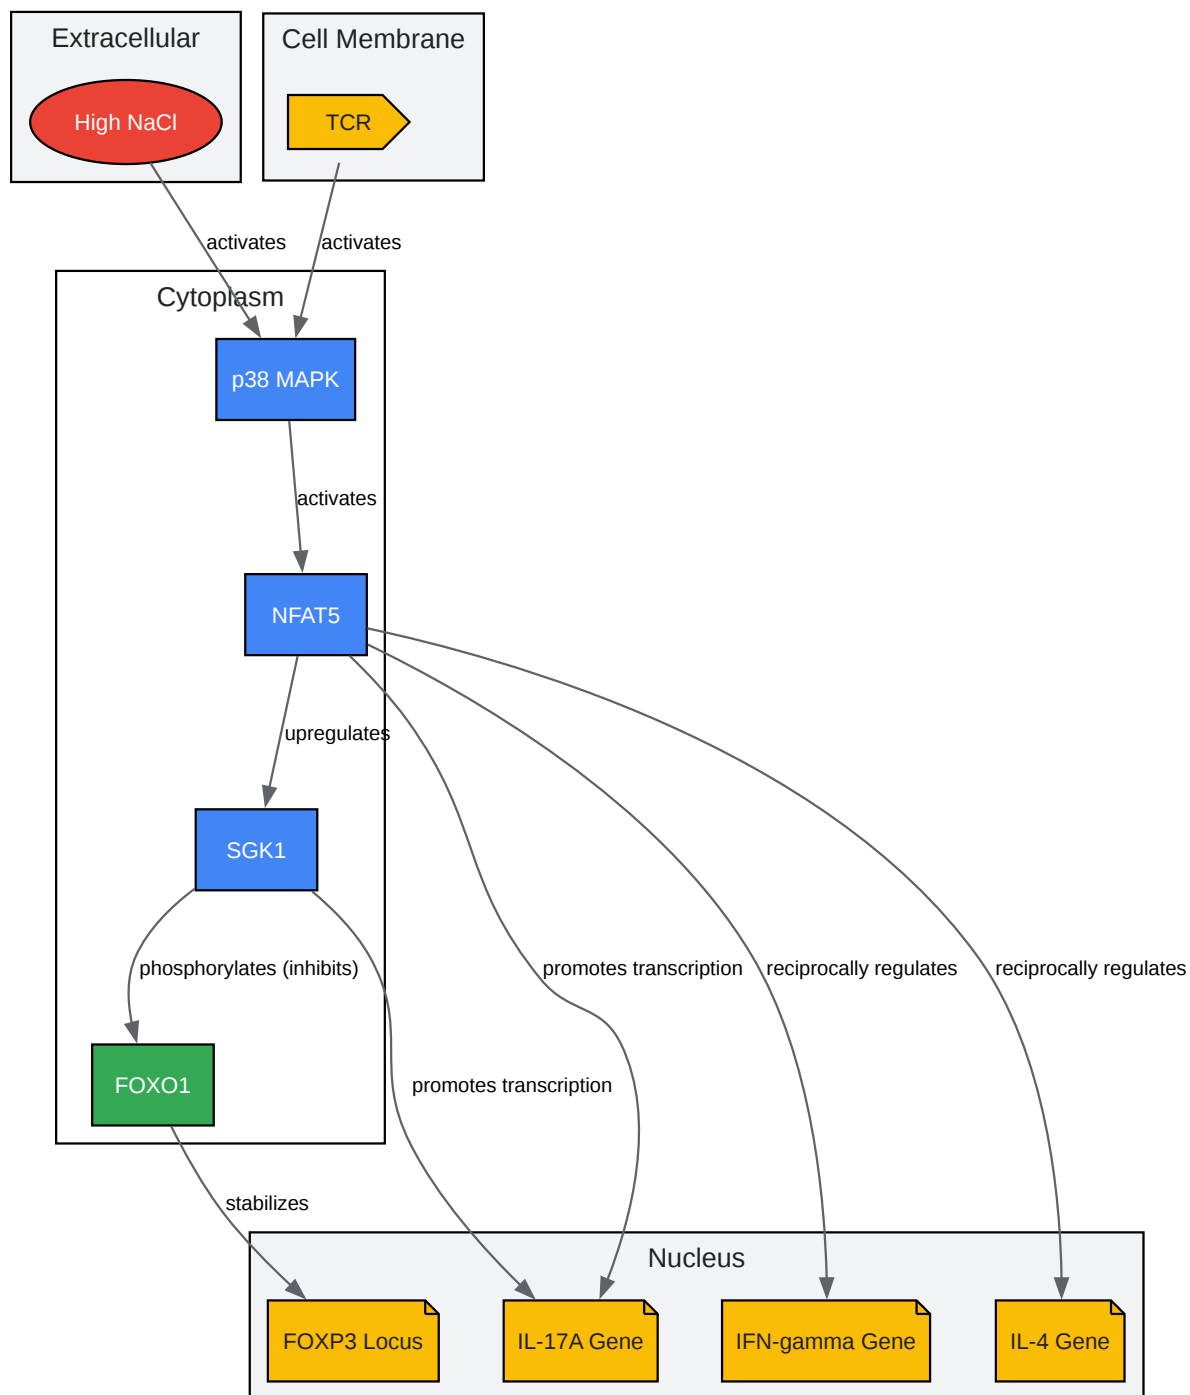 Extracellular
Cell Membrane
High NaCl
TCR
activates
activates
Cytoplasm
p38 MAPK
activates
NFAT5
upregulates
SGK1
phosphorylates (inhibits)
promotes transcription
reciprocally regulates
reciprocally regulates
FOXO1
promotes transcription
stabilizes
Nucleus
FOXP3 Locus
IL-17A Gene
IFN-gamma Gene
IL-4 Gene